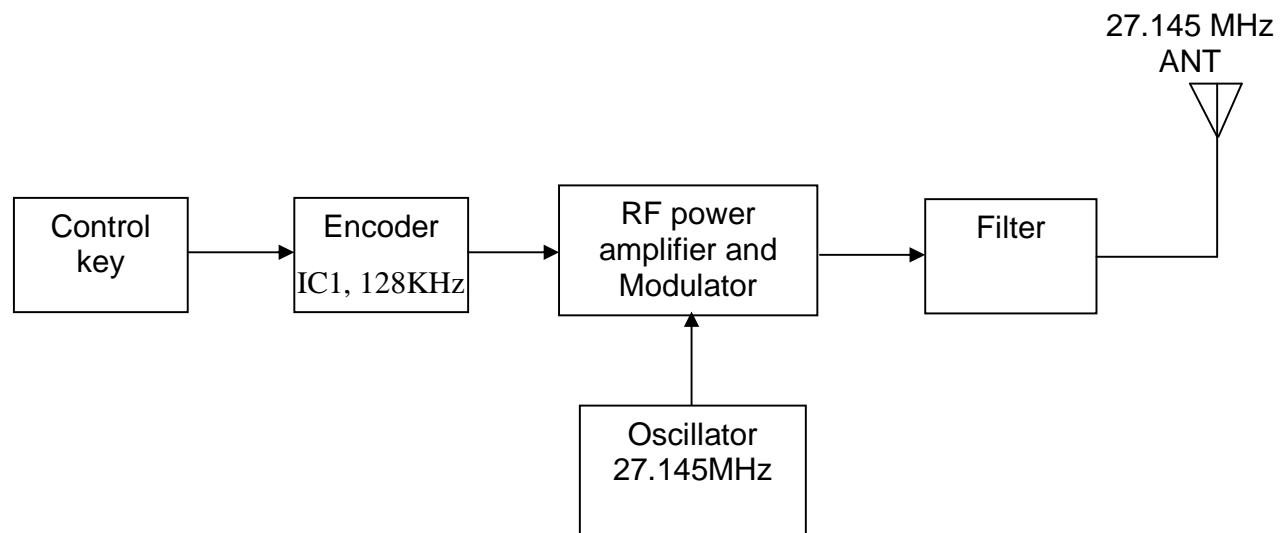 27.145 MHz
ANT
Control
key
Encoder
IC1, 128KHz
RF power
amplifier and
Modulator
Filter
Oscillator
27.145MHz